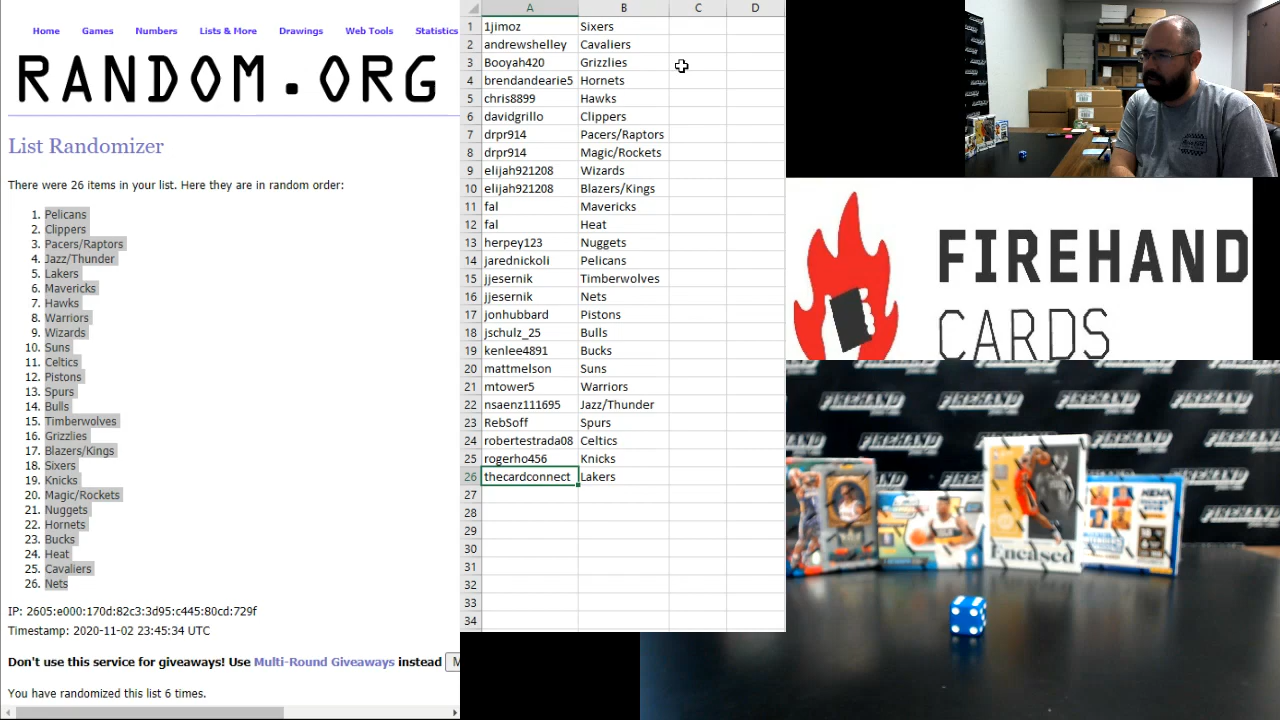 Home Games Numbers Lists & More Drawings Web Tools Statistics
RANDOM.ORG
List Randomizer
There were 26 items in your list. Here they are in random order:
1. Pelicans
2. Clippers
3. Pacers/Raptors
4. Jazz/Thunder
5. Lakers
6. Mavericks
7. Hawks
8. Warriors
9. Wizards
10. Suns
11. Celtics
12. Pistons
13. Spurs
14. Bulls
15. Timberwolves
16. Grizzlies
17. Blazers/Kings
18. Sixers
19. Knicks
20. Magic/Rockets
21. Nuggets
22. Hornets
23. Bucks
24. Heat
25. Cavaliers
26. Nets
IP: 2605:e000:170d:82c3:3d95:c445:80cd:729f
Timestamp: 2020-11-02 23:45:34 UTC
Don't use this service for giveaways! Use Multi-Round Giveaways instead
You have randomized this list 6 times.
A B C D
1 1jimoz Sixers
2 andrewshelley Cavaliers
3 Booyah420 Grizzlies
4 brendandearie5 Hornets
5 chris8899 Hawks
6 davidgrillo Clippers
7 drpr914 Pacers/Raptors
8 drpr914 Magic/Rockets
9 elijah921208 Wizards
10 elijah921208 Blazers/Kings
11 fal Mavericks
12 fal Heat
13 herpey123 Nuggets
14 jarednickoli Pelicans
15 jjesernik Timberwolves
16 jjesernik Nets
17 jonhubbard Pistons
18 jschulz_25 Bulls
19 kenlee4891 Bucks
20 mattmelson Suns
21 mtower5 Warriors
22 nsaenz111695 Jazz/Thunder
23 RebSoff Spurs
24 robertestrada08 Celtics
25 rogerho456 Knicks
26 thecardconnect Lakers
27
28
29
30
31
32
33
34
FIREHAND
CARDS
FIREHAND
FIREHAND
FIREHAND
FIREHAND
FIREHAND
Encased